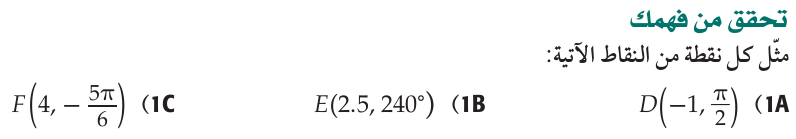 تحقق من فهمك
مثّل كل نقطة من النقاط الآتية:
(1A D(−1, π/2) (1B E(2.5, 240°) (1C F(4, − 5π/6)